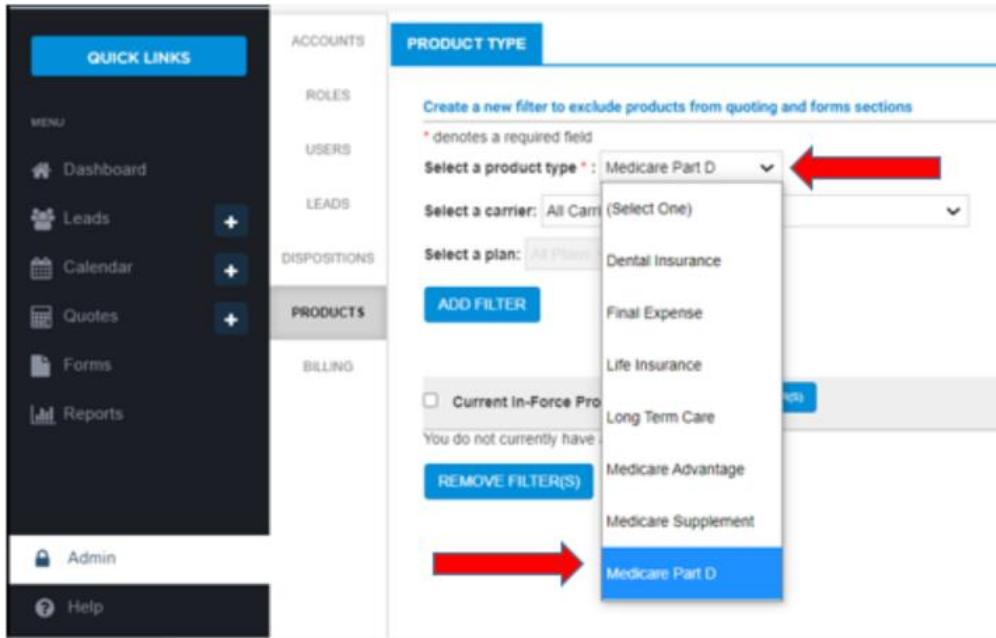 QUICK LINKS
MENU
Dashboard
Leads
Calendar
Quotes
Forms
Reports
Admin
Help
ACCOUNTS
ROLES
USERS
LEADS
DISPOSITIONS
PRODUCTS
BILLING
PRODUCT TYPE
Create a new filter to exclude products from quoting and forms sections
* denotes a required field
Select a product type * : Medicare Part D
Select a carrier: All Carri
Select a plan: All Plans
ADD FILTER
(Select One)
Dental Insurance
Final Expense
Life Insurance
Long Term Care
Medicare Advantage
Medicare Supplement
Medicare Part D
Current In-Force Pro
You do not currently have
REMOVE FILTER(S)